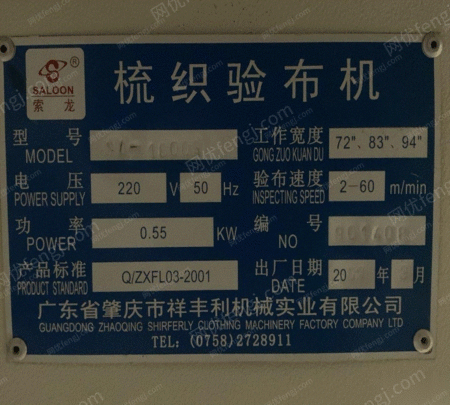 SALOON®
索龙
梳织验布机
型号 MODEL
工作宽度 GONG ZUO KUAN DU 72"、83"、94"
电压 POWER SUPPLY 220 V 50 Hz
验布速度 INSPECTING SPEED 2-60 m/min
功率 POWER 0.55 KW
编号 NO
产品标准 PRODUCT STANDARD Q/ZXFL03-2001
出厂日期 DATE 20 年 月
广东省肇庆市祥丰利机械实业有限公司
GUANGDONG ZHAOQING SHIRFERLY CLOTHING MACHINERY FACTORY COMPANY LTD
TEL: (0758)2728911